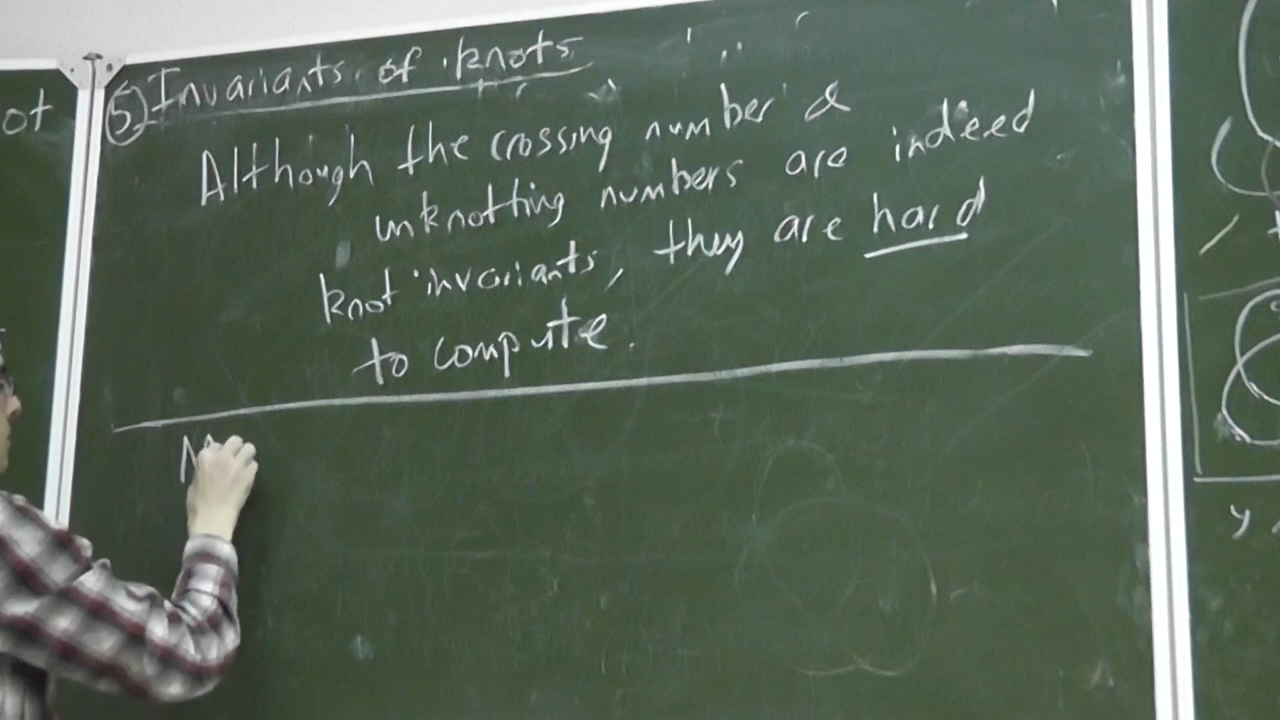 ot
⑤ Invariants of knots
Although the crossing number &
unknotting numbers are indeed
knot invariants, they are hard
to compute.
N
y